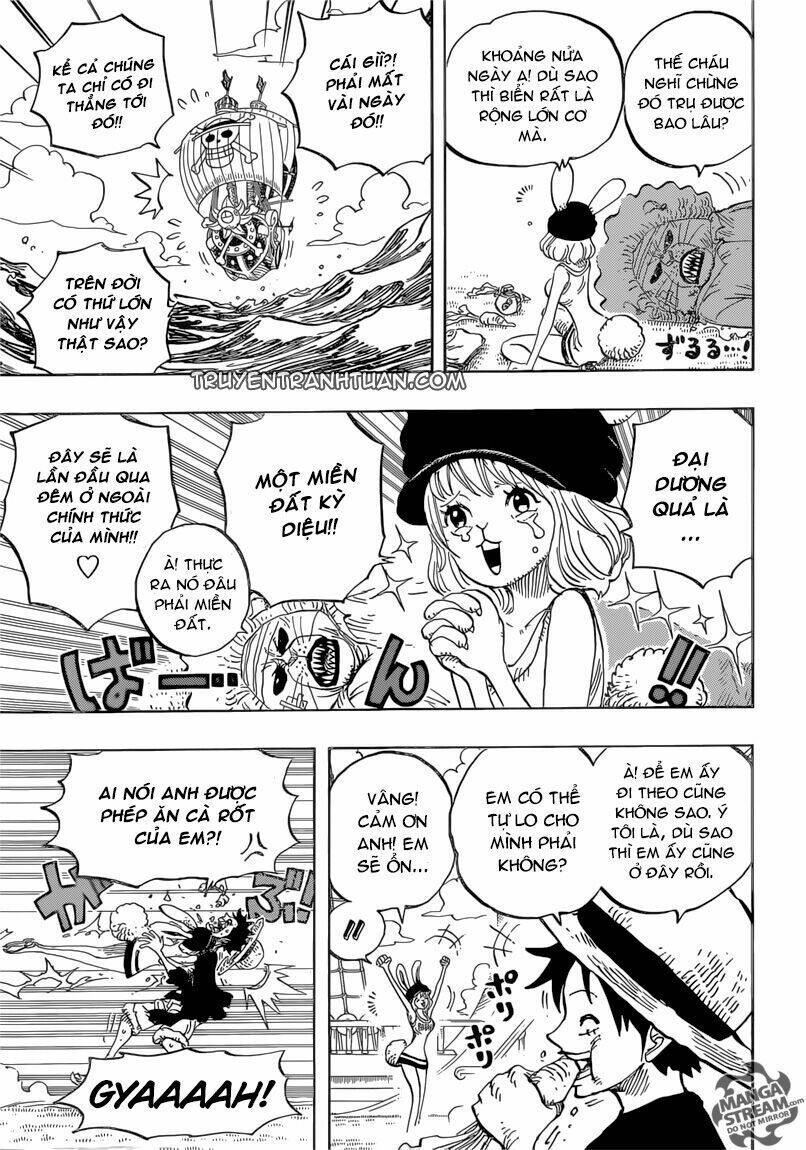 THẾ CHÁU
NGHĨ CHỪNG
ĐÓ TRỤ ĐƯỢC
BAO LÂU?
KHOẢNG NỬA
NGÀY Ạ! DÙ SAO
THÌ BIỂN RẤT LÀ
RỘNG LỚN CƠ
MÀ.
ずるる…!
CÁI GÌ?!
PHẢI MẤT
VÀI NGÀY
ĐÓ!!
KỂ CẢ CHÚNG
TA CHỈ CÓ ĐI
THẲNG TỚI
ĐÓ!!
TRÊN ĐỜI
CÓ THỨ LỚN
NHƯ VẬY
THẬT SAO?
TRUYENTRANHTUAN.COM
ĐẠI
DƯƠNG
QUẢ LÀ
...
MỘT MIỀN
ĐẤT KỲ
DIỆU!!
ĐÂY SẼ LÀ
LẦN ĐẦU QUA
ĐÊM Ở NGOÀI
CHÍNH THỨC
CỦA MÌNH!!
♡
À! THỰC
RA NÓ ĐÂU
PHẢI MIỀN
ĐẤT.
ばーん!!
À! ĐỂ EM ẤY
ĐI THEO CŨNG
KHÔNG SAO. Ý
TÔI LÀ, DÙ SAO
THÌ EM ẤY CŨNG
Ở ĐÂY RỒI.
EM CÓ THỂ
TỰ LO CHO
MÌNH PHẢI
KHÔNG?
VÂNG!
CẢM ƠN
ANH! EM
SẼ ỔN...
ポリ
ポリ
AI NÓI ANH ĐƯỢC
PHÉP ĂN CÀ RỐT
CỦA EM?!
かぶ!!
GYAAAAH!
MANGA
STREAM.com
DO NOT MIRROR